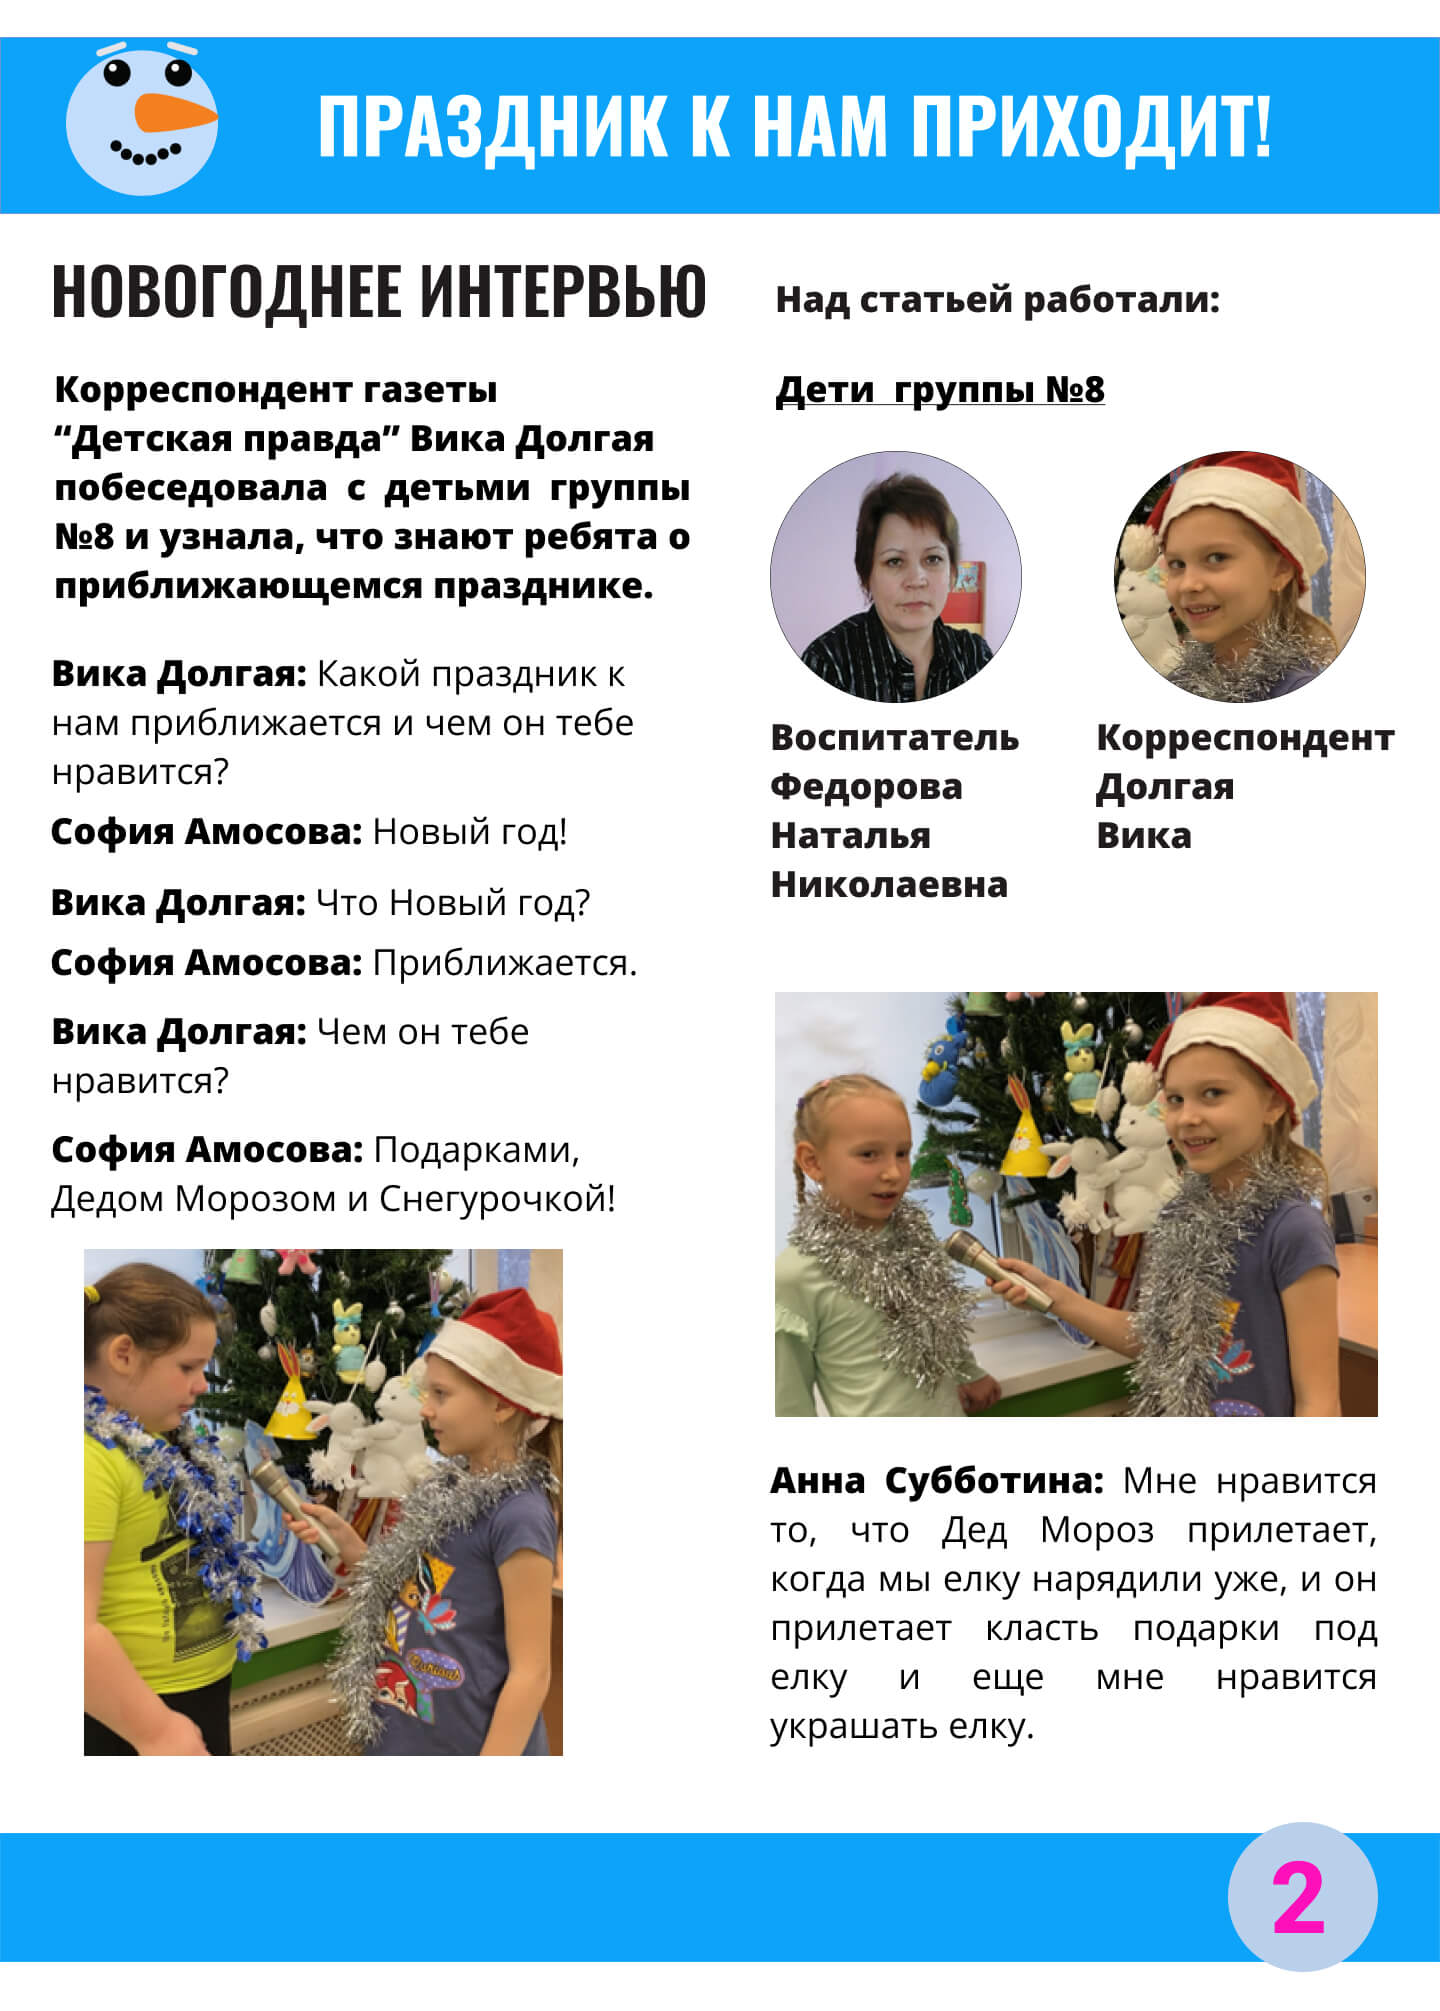 ПРАЗДНИК К НАМ ПРИХОДИТ!
НОВОГОДНЕЕ ИНТЕРВЬЮ
Корреспондент газеты
“Детская правда” Вика Долгая
побеседовала с детьми группы
№8 и узнала, что знают ребята о
приближающемся празднике.
Вика Долгая: Какой праздник к
нам приближается и чем он тебе
нравится?
София Амосова: Новый год!
Вика Долгая: Что Новый год?
София Амосова: Приближается.
Вика Долгая: Чем он тебе
нравится?
София Амосова: Подарками,
Дедом Морозом и Снегурочкой!
Над статьей работали:
Дети группы №8
Воспитатель
Федорова
Наталья
Николаевна
Корреспондент
Долгая
Вика
Анна Субботина: Мне нравится
то, что Дед Мороз прилетает,
когда мы елку нарядили уже, и он
прилетает класть подарки под
елку и еще мне нравится
украшать елку.
2